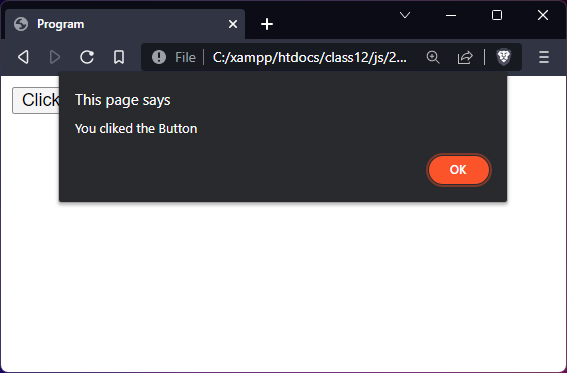 Program
File
C:/xampp/htdocs/class12/js/2...
Click
This page says
You cliked the Button
OK